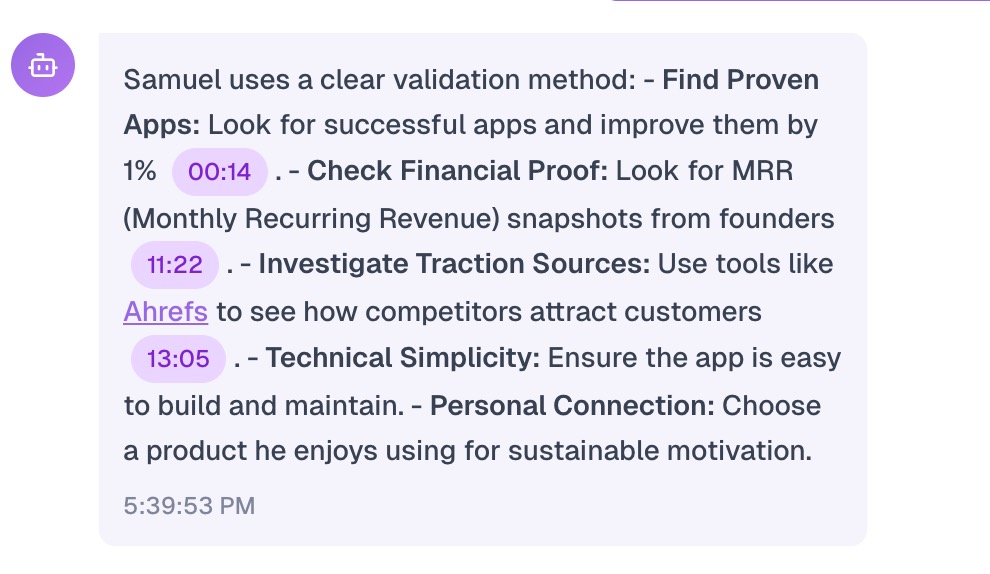 Samuel uses a clear validation method: - Find Proven
Apps: Look for successful apps and improve them by
1% 00:14 . - Check Financial Proof: Look for MRR
(Monthly Recurring Revenue) snapshots from founders
11:22 . - Investigate Traction Sources: Use tools like
Ahrefs to see how competitors attract customers
13:05 . - Technical Simplicity: Ensure the app is easy
to build and maintain. - Personal Connection: Choose
a product he enjoys using for sustainable motivation.
5:39:53 PM